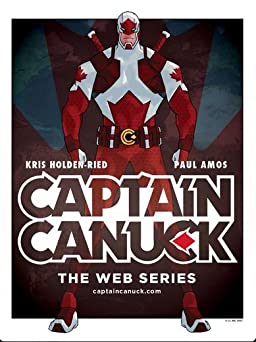 KRIS HOLDEN-RIED PAUL AMOS
CAPTAIN
CANUCK
THE WEB SERIES
captaincanuck.com